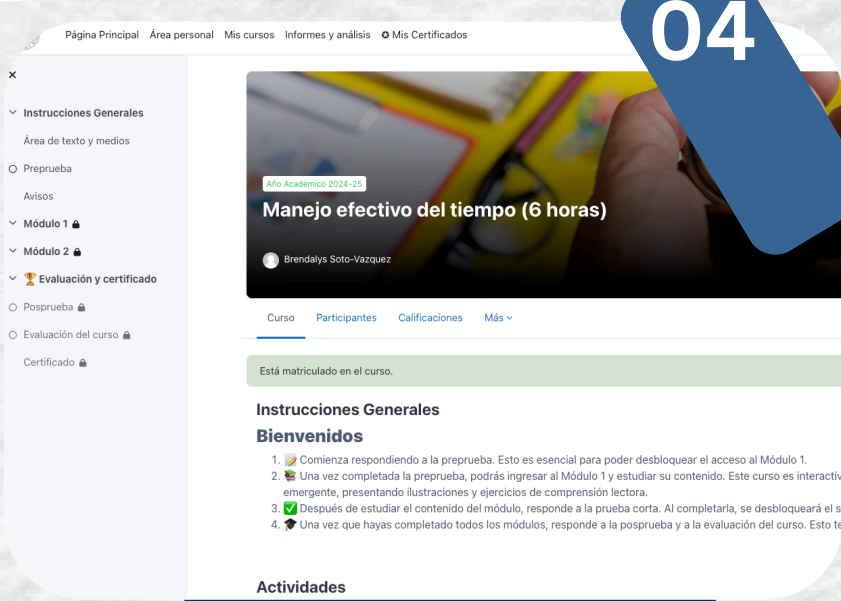 04
Página Principal Área personal Mis cursos Informes y análisis Mis Certificados
Instrucciones Generales
Área de texto y medios
Preprueba
Avisos
Módulo 1
Módulo 2
Evaluación y certificado
Posprueba
Evaluación del curso
Certificado
Año Académico 2024-25
Manejo efectivo del tiempo (6 horas)
Brendalys Soto-Vazquez
Curso Participantes Calificaciones Más
Está matriculado en el curso.
Instrucciones Generales
Bienvenidos
1. Comienza respondiendo a la preprueba. Esto es esencial para poder desbloquear el acceso al Módulo 1.
2. Una vez completada la preprueba, podrás ingresar al Módulo 1 y estudiar su contenido. Este curso es
emergente, presentando ilustraciones y ejercicios de comprensión lectora.
3. Después de estudiar el contenido del módulo, responde a la prueba corta. Al completarla, se desbloqueará el
4. Una vez que hayas completado todos los módulos, responde a la posprueba y a la evaluación del curso. Esto
Actividades